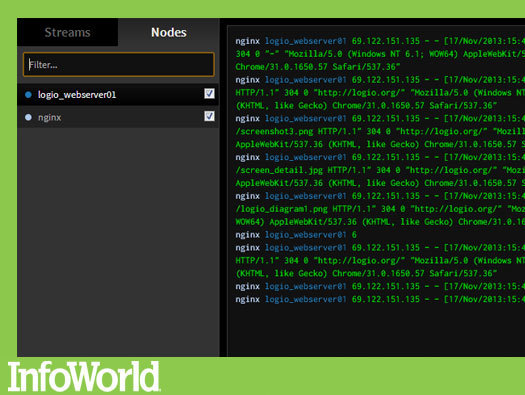 Streams Nodes
Filter...
logio_webserver01
nginx
nginx logio_webserver01 69.122.151.135 - - [17/Nov/2013:15:4
304 0 "-" "Mozilla/5.0 (Windows NT 6.1; WOW64) AppleWebKit/5
Chrome/31.0.1650.57 Safari/537.36"
nginx logio_webserver01 69.122.151.135 - - [17/Nov/2013:15:4
HTTP/1.1" 304 0 "http://logio.org/" "Mozilla/5.0 (Windows NT
(KHTML, like Gecko) Chrome/31.0.1650.57 Safari/537.36"
nginx logio_webserver01 69.122.151.135 - - [17/Nov/2013:15:4
/screenshot3.png HTTP/1.1" 304 0 "http://logio.org/" "Mozill
AppleWebKit/537.36 (KHTML, like Gecko) Chrome/31.0.1650.57 S
nginx logio_webserver01 69.122.151.135 - - [17/Nov/2013:15:4
/screen_detail.jpg HTTP/1.1" 304 0 "http://logio.org/" "Mozi
AppleWebKit/537.36 (KHTML, like Gecko) Chrome/31.0.1650.57 S
nginx logio_webserver01 69.122.151.135 - - [17/Nov/2013:15:4
/logio_diagram1.png HTTP/1.1" 304 0 "http://logio.org/" "Moz
WOW64) AppleWebKit/537.36 (KHTML, like Gecko) Chrome/31.0.16
nginx logio_webserver01 6
nginx logio_webserver01 69.122.151.135 - - [17/Nov/2013:15:4
HTTP/1.1" 304 0 "http://logio.org/" "Mozilla/5.0 (Windows NT
(KHTML, like Gecko) Chrome/31.0.1650.57 Safari/537.36"
nginx logio_webserver01 69.122.151.135 - - [17/Nov/2013:15:4
nginx logio_webserver01 69.122.151.135 - - [17/Nov/2013:15:4
InfoWorld